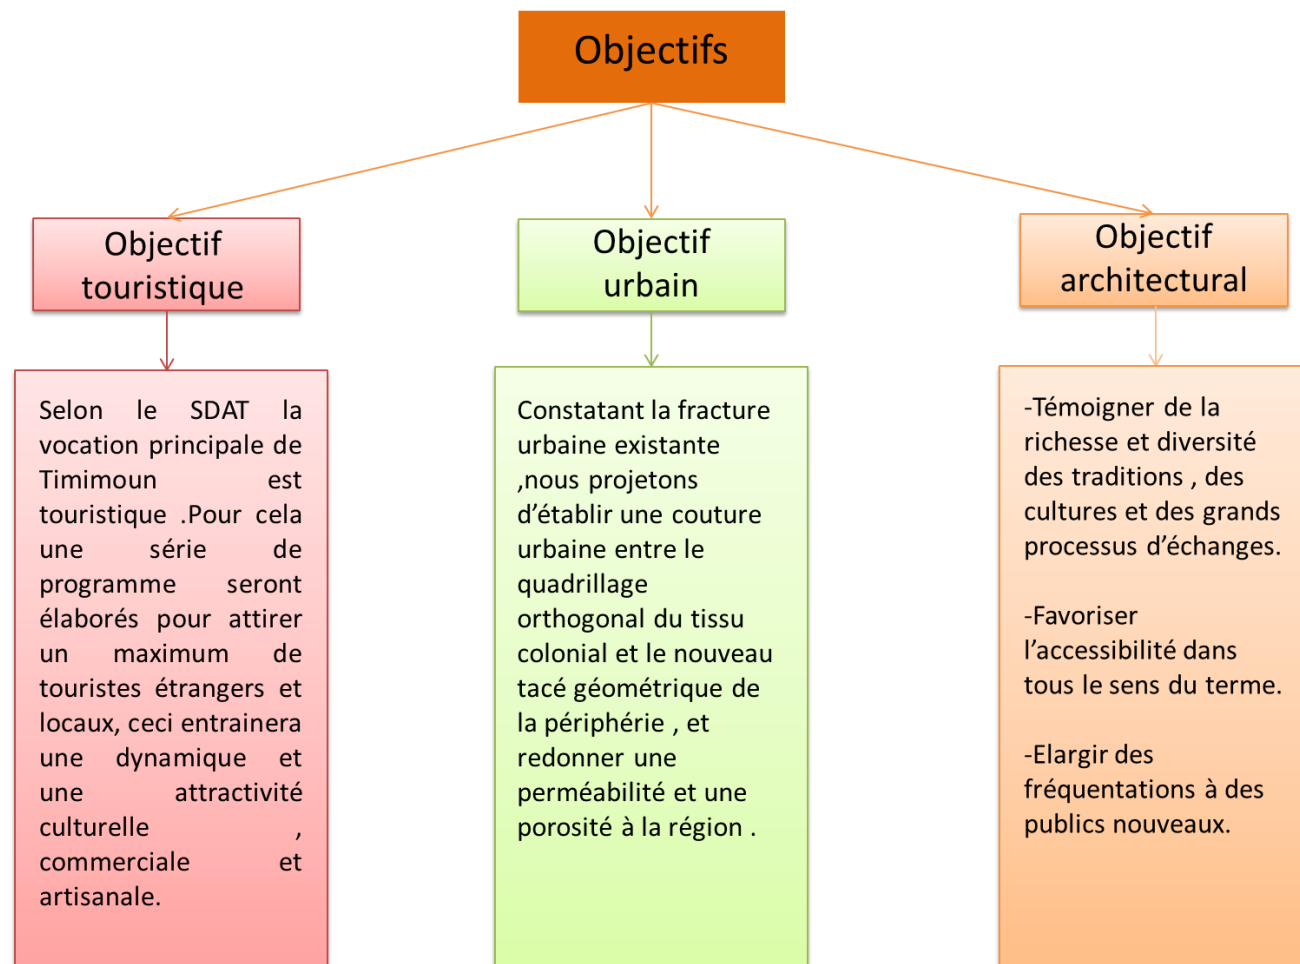 Objectifs
Objectif
touristique
Selon le SDAT la
vocation principale de
Timimoun est
touristique .Pour cela
une série de
programme seront
élaborés pour attirer
un maximum de
touristes étrangers et
locaux, ceci entrainera
une dynamique et
une attractivité
culturelle ,
commerciale et
artisanale.
Objectif
urbain
Constatant la fracture
urbaine existante
,nous projetons
d’établir une couture
urbaine entre le
quadrillage
orthogonal du tissu
colonial et le nouveau
tacé géométrique de
la périphérie , et
redonner une
perméabilité et une
porosité à la région .
Objectif
architectural
-Témoigner de la
richesse et diversité
des traditions , des
cultures et des grands
processus d’échanges.
-Favoriser
l’accessibilité dans
tous le sens du terme.
-Elargir des
fréquentations à des
publics nouveaux.